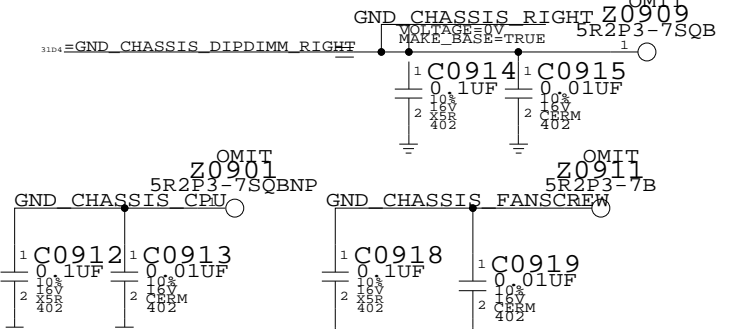 OMIT
GND_CHASSIS_RIGHT Z0909
VOLTAGE=0V 5R2P3-7SQB
MAKE_BASE=TRUE
31D4 =GND_CHASSIS_DIPDIMM_RIGHT 1
1 C0914 1 C0915
0.1UF 0.01UF
10% 10%
16V 16V
2 X5R 2 CERM
402 402
OMIT OMIT
Z0901 Z0911
5R2P3-7SQBNP 5R2P3-7B
GND_CHASSIS_CPU GND_CHASSIS_FANSCREW
1 C0912 1 C0913 1 C0918 1 C0919
0.1UF 0.01UF 0.1UF 0.01UF
10% 10% 10% 10%
16V 16V 16V 16V
2 X5R 2 CERM 2 X5R 2 CERM
402 402 402 402